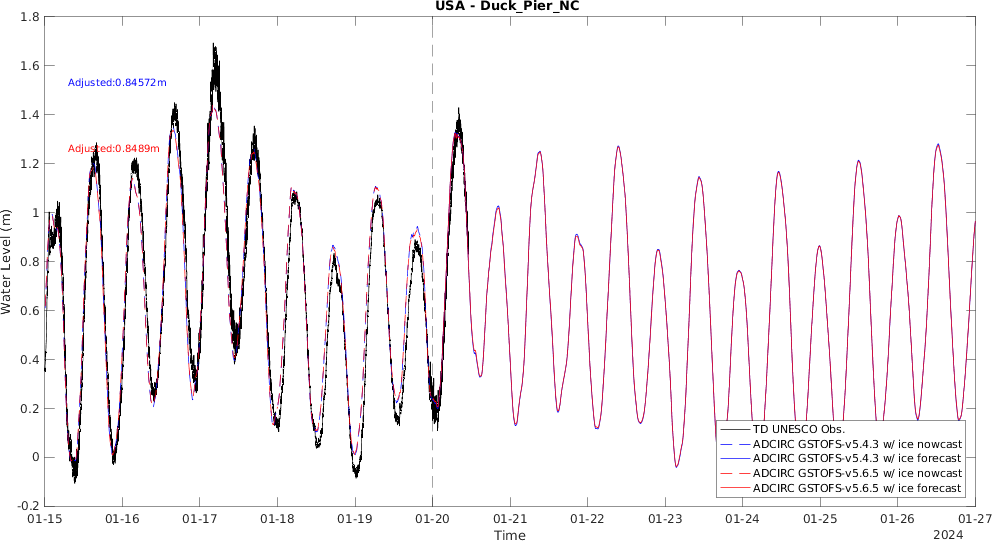 USA - Duck_Pier_NC
1.8
1.6
1.4
1.2
1
0.8
0.6
0.4
0.2
0
-0.2
Water Level (m)
Adjusted:0.84572m
Adjusted:0.8489m
TD UNESCO Obs.
ADCIRC GSTOFS-v5.4.3 w/ ice nowcast
ADCIRC GSTOFS-v5.4.3 w/ ice forecast
ADCIRC GSTOFS-v5.6.5 w/ ice nowcast
ADCIRC GSTOFS-v5.6.5 w/ ice forecast
01-15 01-16 01-17 01-18 01-19 01-20 01-21 01-22 01-23 01-24 01-25 01-26 01-27
Time
2024